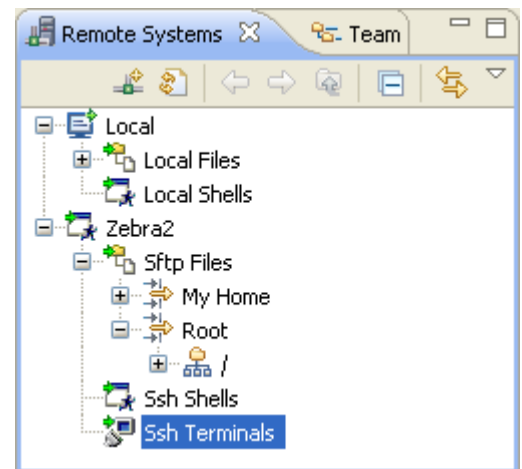 Remote Systems Team
Local
Local Files
Local Shells
Zebra2
Sftp Files
My Home
Root
/
Ssh Shells
Ssh Terminals